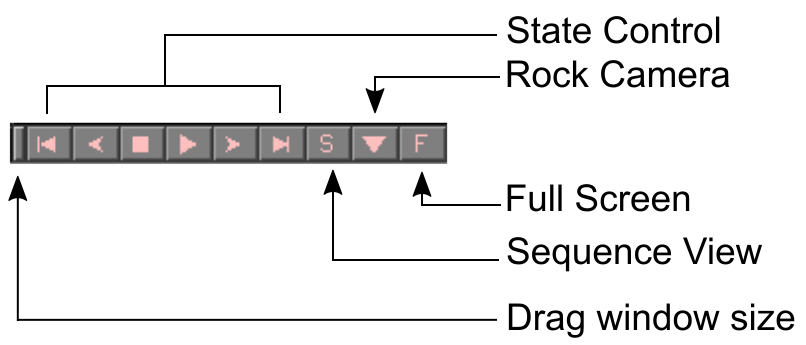 State Control
Rock Camera
S F
Full Screen
Sequence View
Drag window size